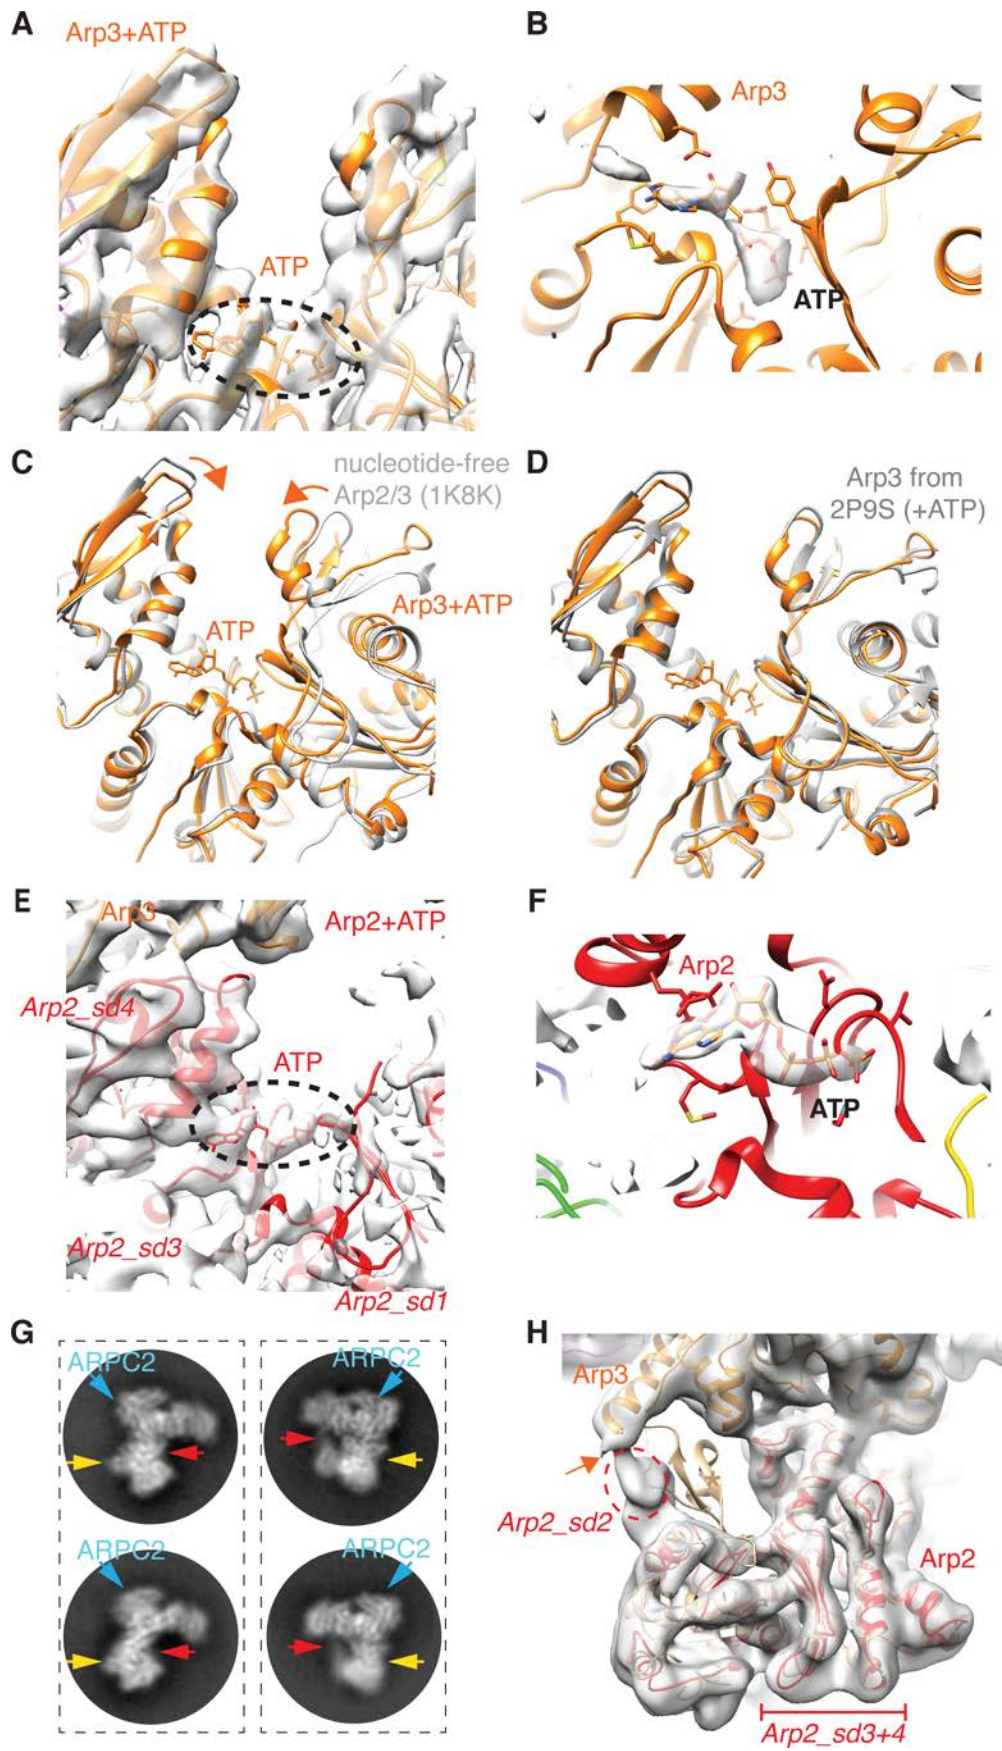 A
Arp3+ATP
ATP
B
Arp3
ATP
C
nucleotide-free
Arp2/3 (1K8K)
ATP
Arp3+ATP
D
Arp3 from
2P9S (+ATP)
E
Arp3
Arp2+ATP
Arp2_sd4
ATP
Arp2_sd3
Arp2_sd1
F
Arp2
ATP
G
ARPC2
ARPC2
ARPC2
ARPC2
H
Arp3
Arp2_sd2
Arp2
Arp2_sd3+4